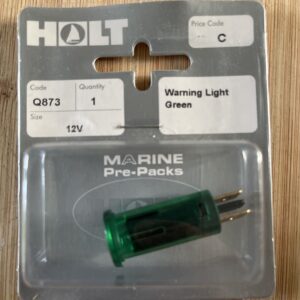 HOLT
Price Code
C
Code
Q873
Quantity
1
Size
12V
Warning Light
Green
MARINE
Pre-Packs